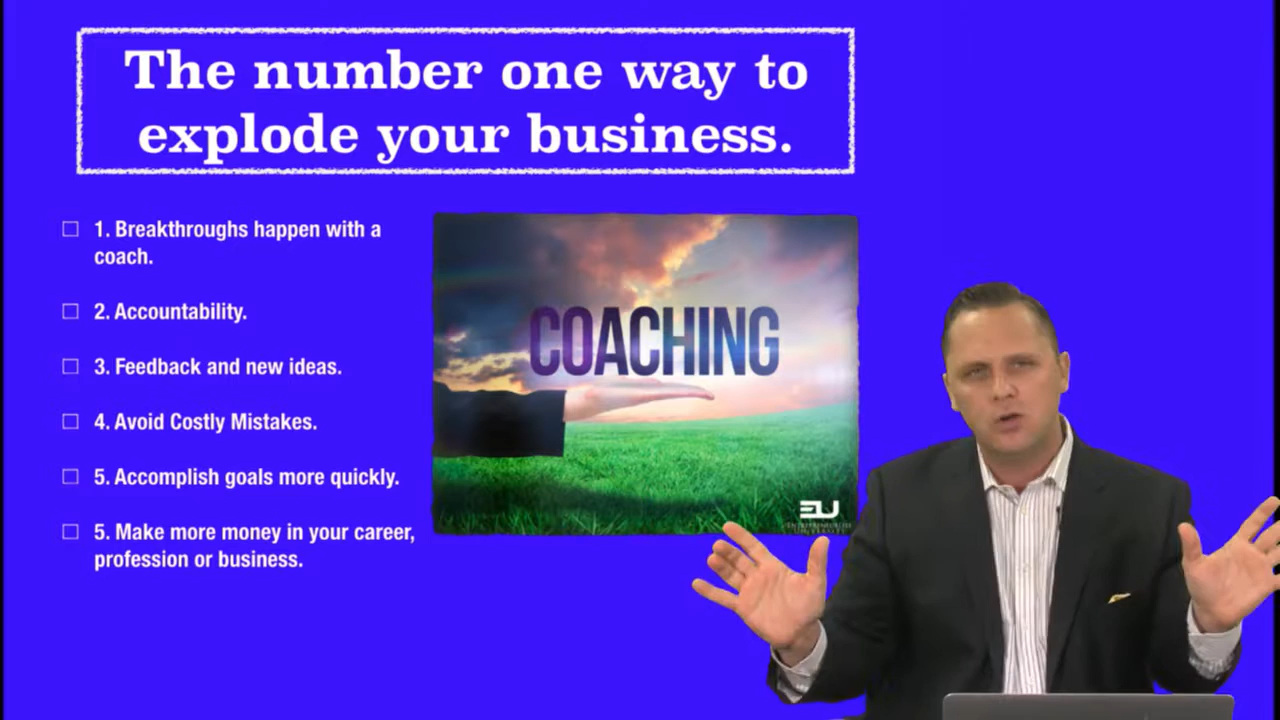 The number one way to
explode your business.
1. Breakthroughs happen with a
coach.
2. Accountability.
3. Feedback and new ideas.
4. Avoid Costly Mistakes.
5. Accomplish goals more quickly.
5. Make more money in your career,
profession or business.
COACHING
EU